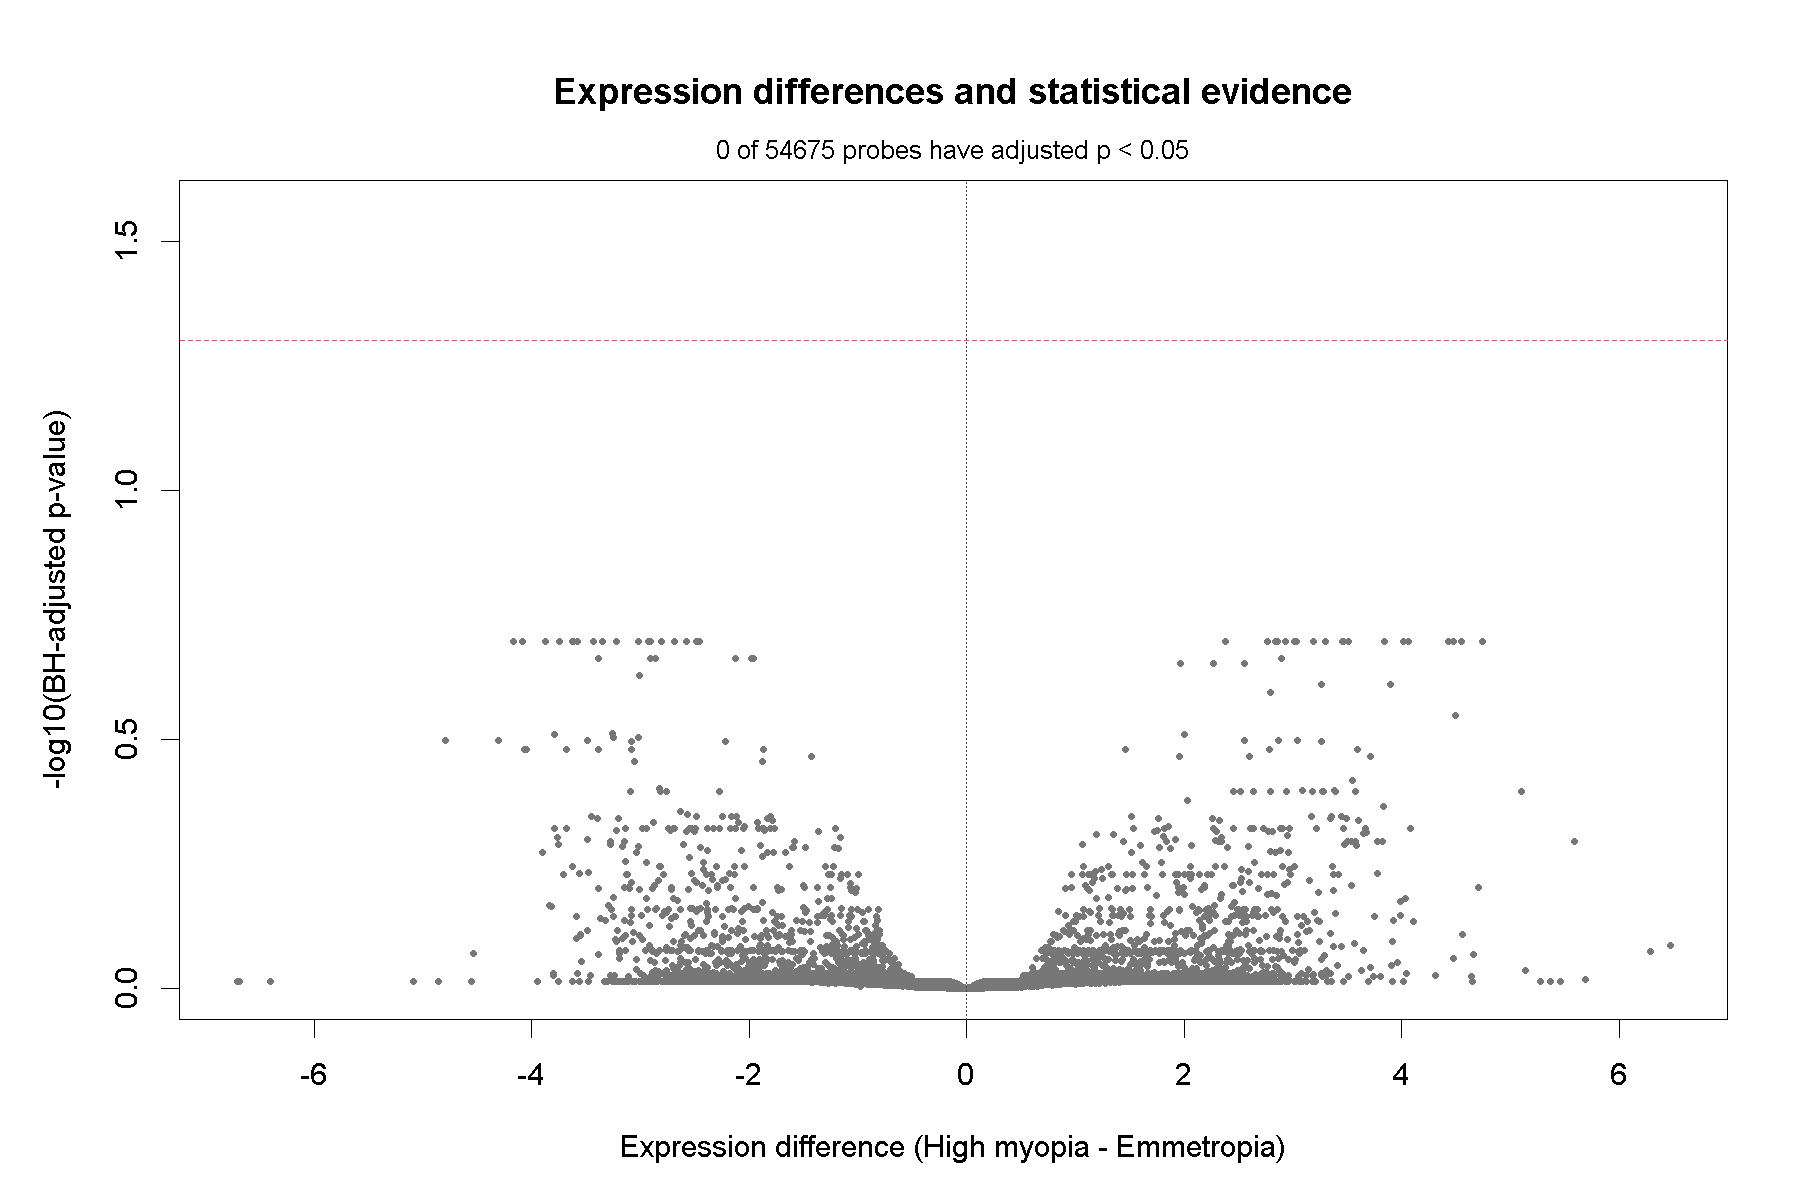 Expression differences and statistical evidence
0 of 54675 probes have adjusted p < 0.05
-log10(BH-adjusted p-value)
1.5
1.0
0.5
0.0
-6
-4
-2
0
2
4
6
Expression difference (High myopia - Emmetropia)